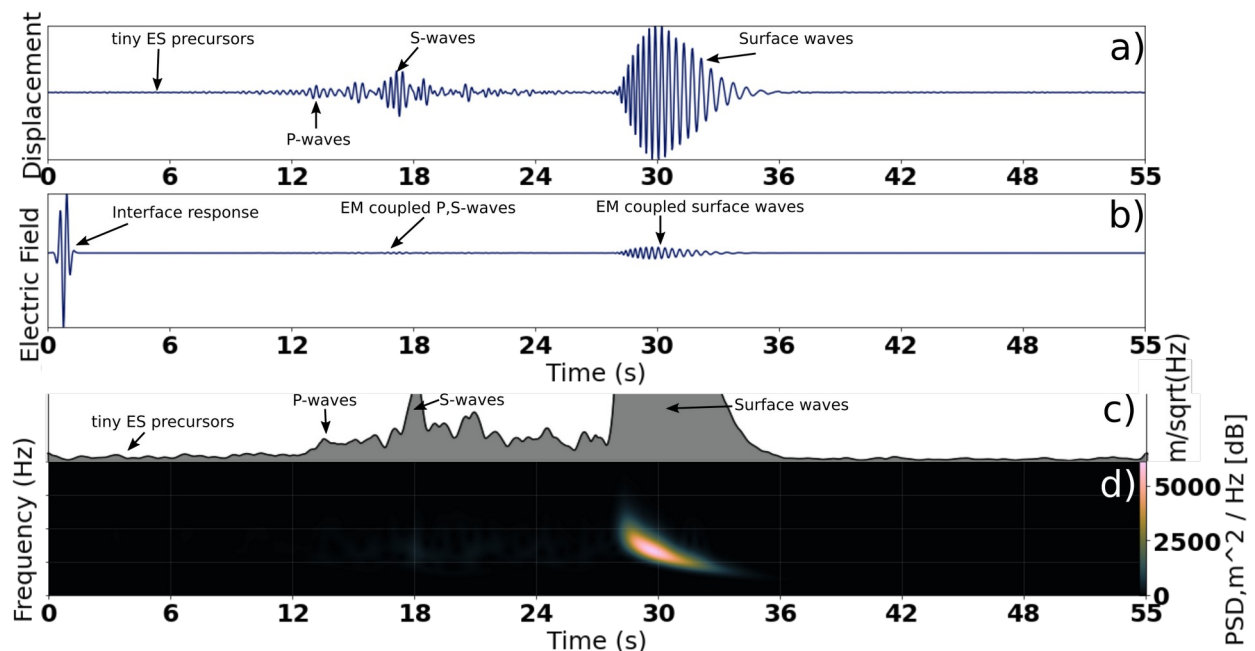 Displacement
tiny ES precursors
S-waves
Surface waves
a)
P-waves
0 6 12 18 24 30 36 42 48 55
Electric Field
Interface response
EM coupled P,S-waves
EM coupled surface waves
b)
0 6 12 18 24 30 36 42 48 55
Time (s)
m/sqrt(Hz)
tiny ES precursors
P-waves
S-waves
Surface waves
c)
Frequency (Hz)
d)
5000
2500
0
PSD,m^2 / Hz [dB]
0 6 12 18 24 30 36 42 48 55
Time (s)